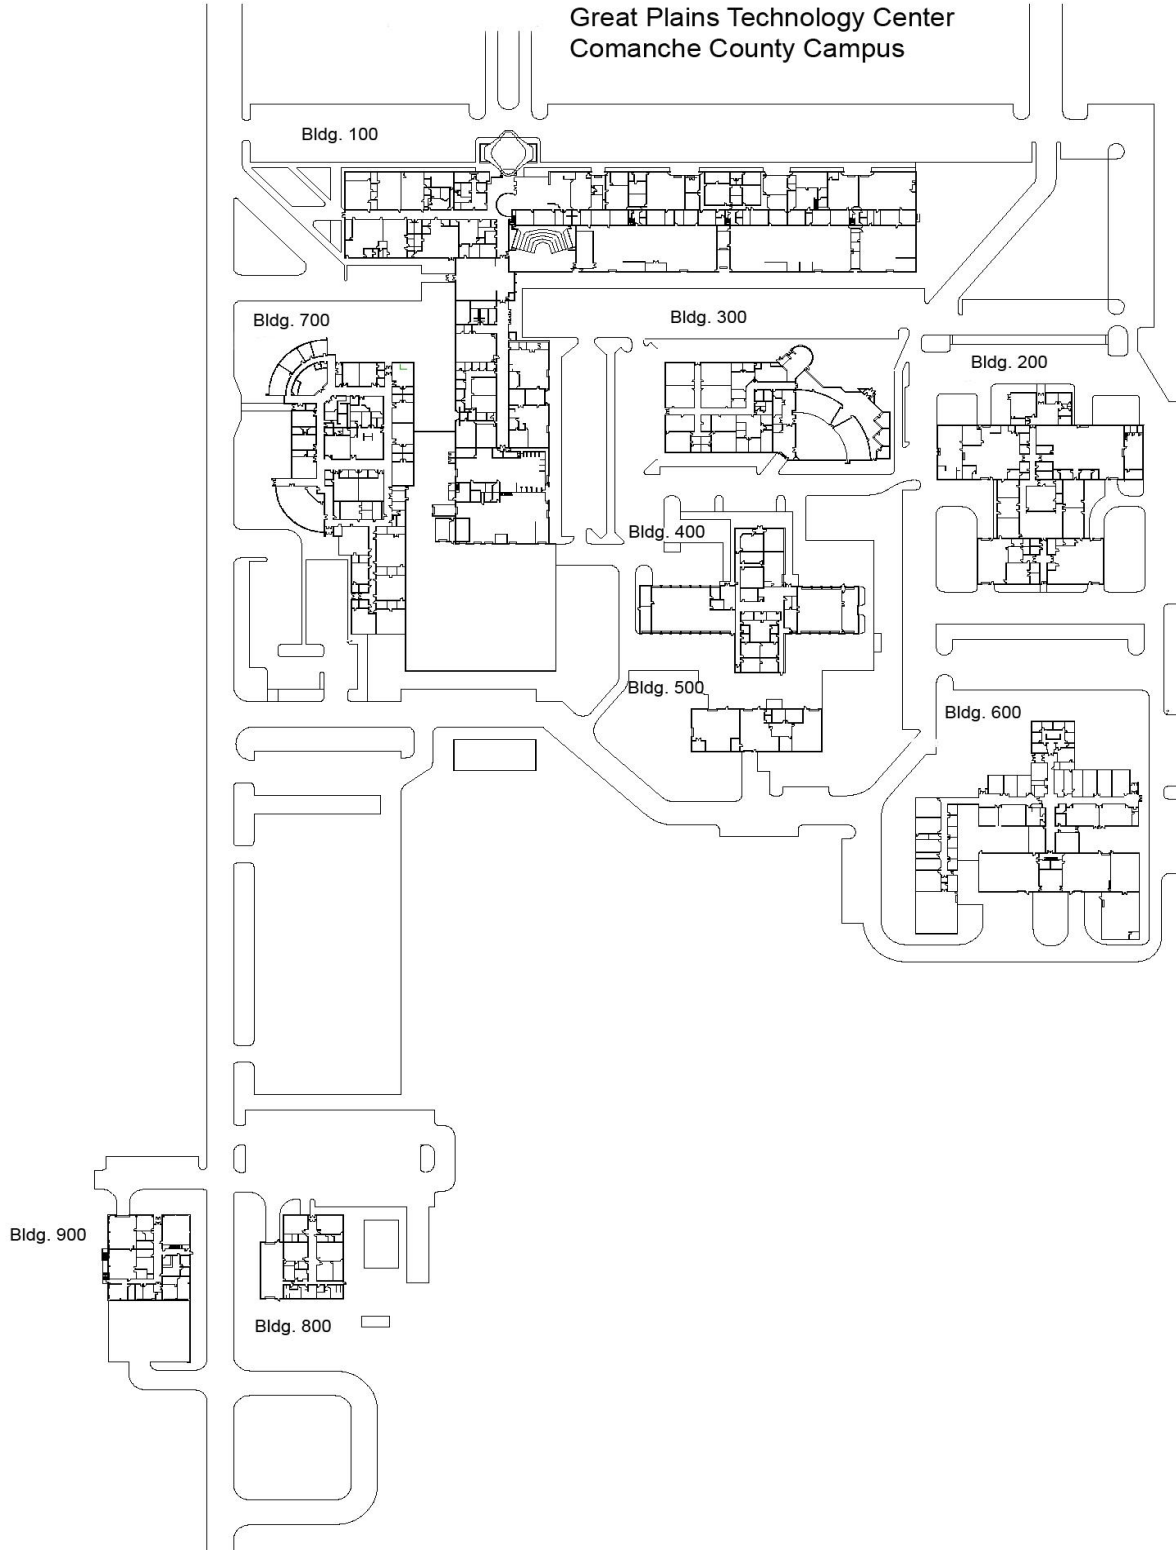 Great Plains Technology Center
Comanche County Campus
Bldg. 100
Bldg. 700
Bldg. 300
Bldg. 200
Bldg. 400
Bldg. 500
Bldg. 600
Bldg. 900
Bldg. 800